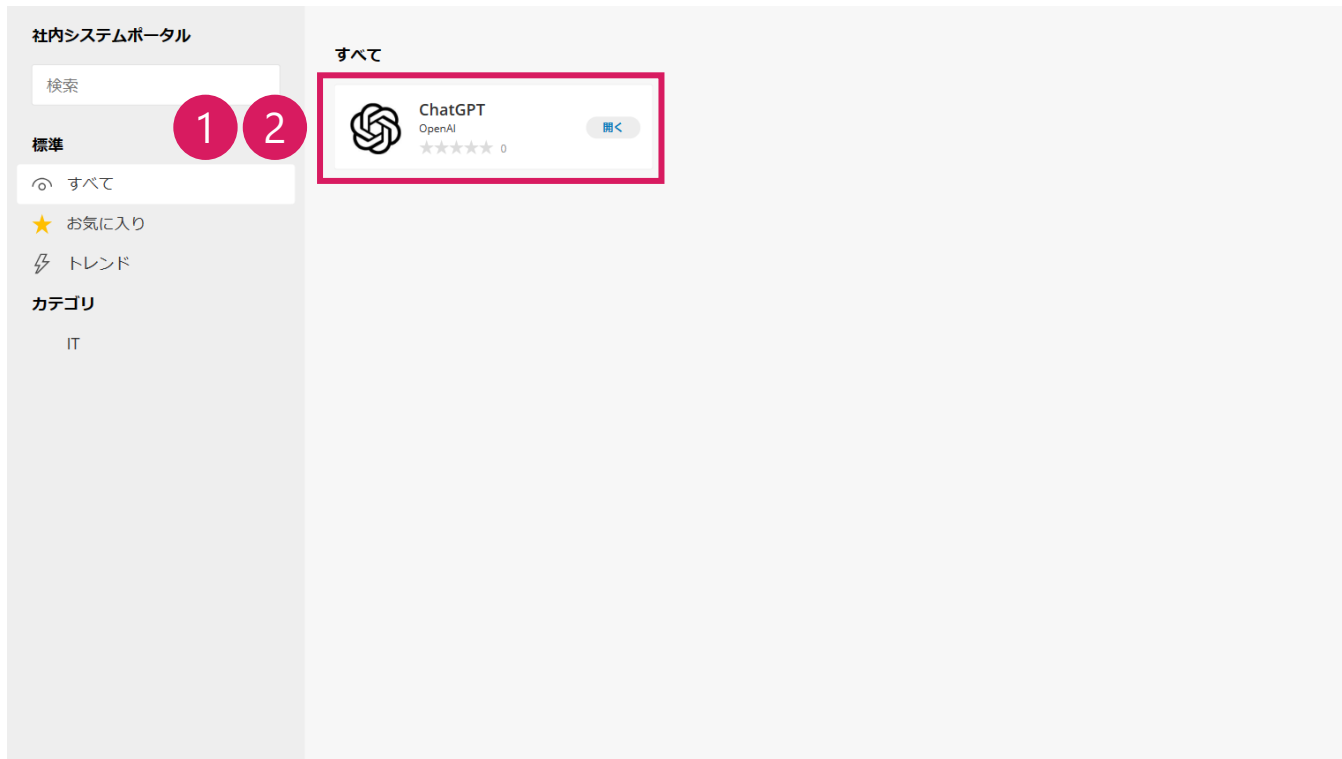 社内システムポータル
検索
標準
すべて
お気に入り
トレンド
カテゴリ
IT
1 2
すべて
ChatGPT
OpenAI
0
開く